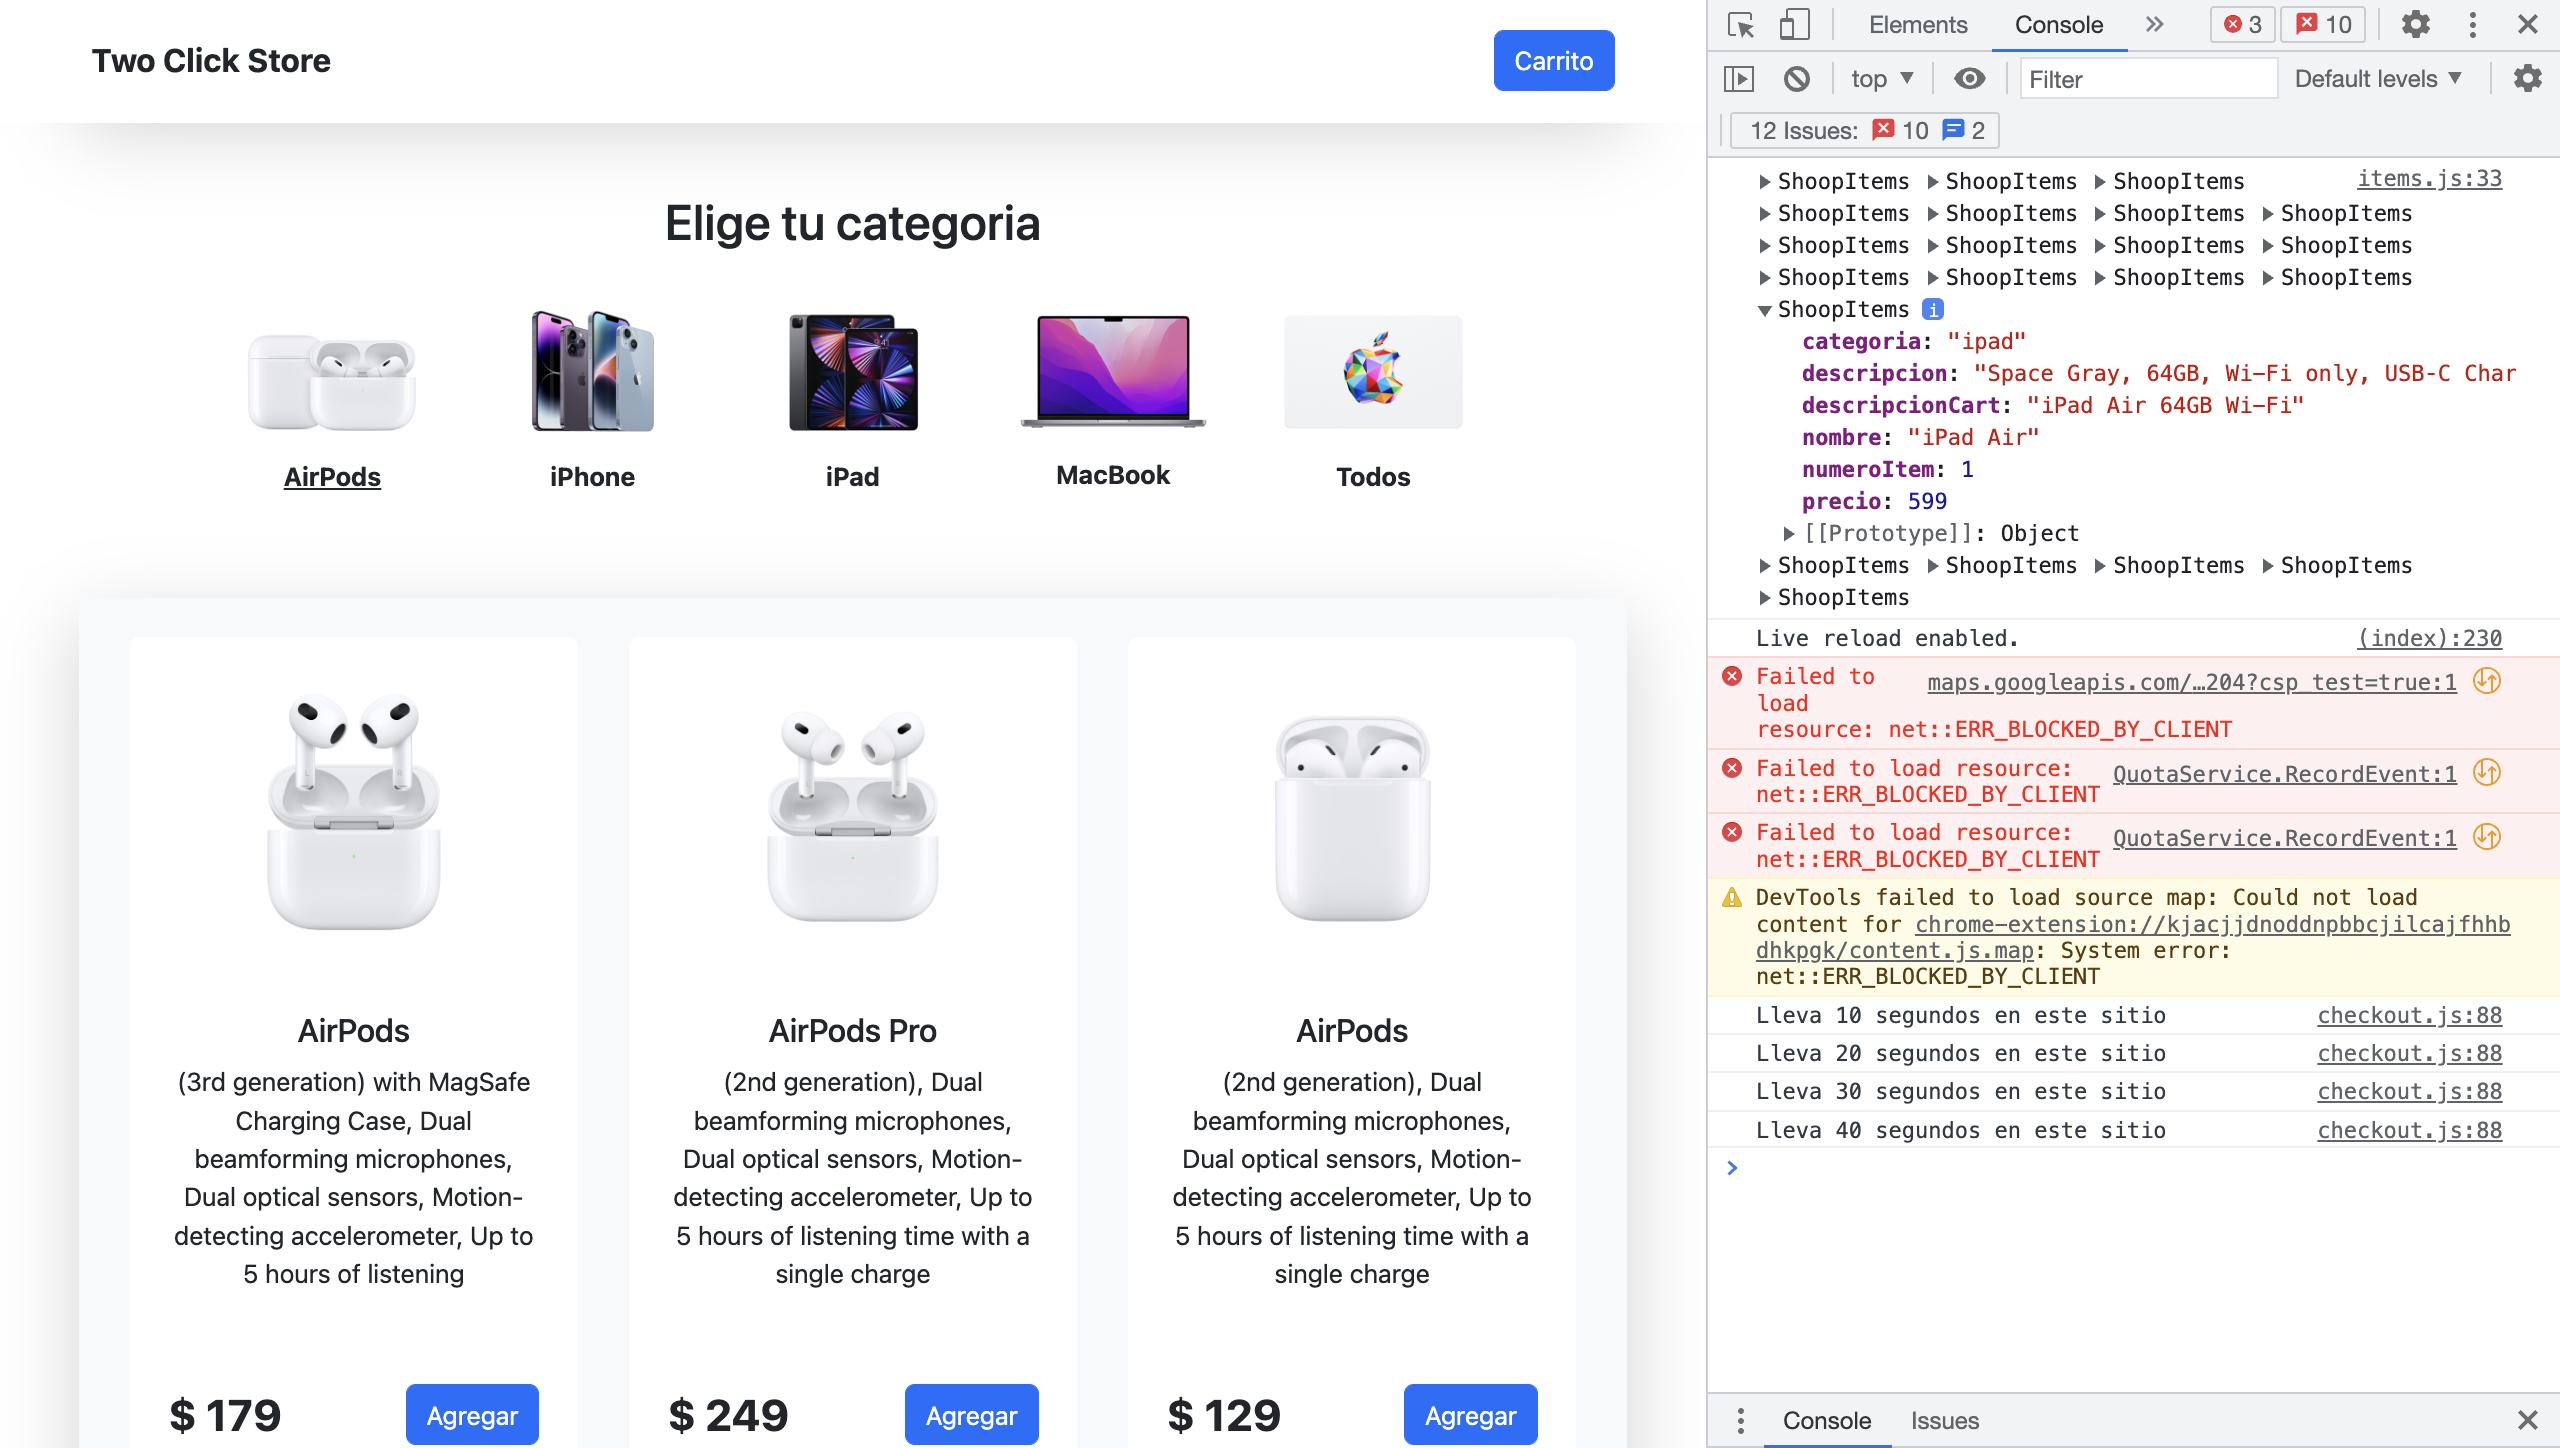 Two Click Store
Carrito
Elige tu categoria
AirPods
iPhone
iPad
MacBook
Todos
AirPods
(3rd generation) with MagSafe
Charging Case, Dual
beamforming microphones,
Dual optical sensors, Motion-
detecting accelerometer, Up to
5 hours of listening
$ 179
Agregar
AirPods Pro
(2nd generation), Dual
beamforming microphones,
Dual optical sensors, Motion-
detecting accelerometer, Up to
5 hours of listening time with a
single charge
$ 249
Agregar
AirPods
(2nd generation), Dual
beamforming microphones,
Dual optical sensors, Motion-
detecting accelerometer, Up to
5 hours of listening time with a
single charge
$ 129
Agregar
Elements Console 3 10
top Filter Default levels
12 Issues: 10 2
ShoopItems ShoopItems ShoopItems items.js:33
ShoopItems ShoopItems ShoopItems ShoopItems
ShoopItems ShoopItems ShoopItems ShoopItems
ShoopItems ShoopItems ShoopItems ShoopItems
ShoopItems i
categoria: "ipad"
descripcion: "Space Gray, 64GB, Wi-Fi only, USB-C Char
descripcionCart: "iPad Air 64GB Wi-Fi"
nombre: "iPad Air"
numeroItem: 1
precio: 599
[[Prototype]]: Object
ShoopItems ShoopItems ShoopItems ShoopItems
ShoopItems
Live reload enabled. (index):230
Failed to maps.googleapis.com/…204?csp_test=true:1
load
resource: net::ERR_BLOCKED_BY_CLIENT
Failed to load resource: QuotaService.RecordEvent:1
net::ERR_BLOCKED_BY_CLIENT
Failed to load resource: QuotaService.RecordEvent:1
net::ERR_BLOCKED_BY_CLIENT
DevTools failed to load source map: Could not load
content for chrome-extension://kjacjjdnoddnpbbcjilcajfhhb
dhkpgk/content.js.map: System error:
net::ERR_BLOCKED_BY_CLIENT
Lleva 10 segundos en este sitio checkout.js:88
Lleva 20 segundos en este sitio checkout.js:88
Lleva 30 segundos en este sitio checkout.js:88
Lleva 40 segundos en este sitio checkout.js:88
Console Issues